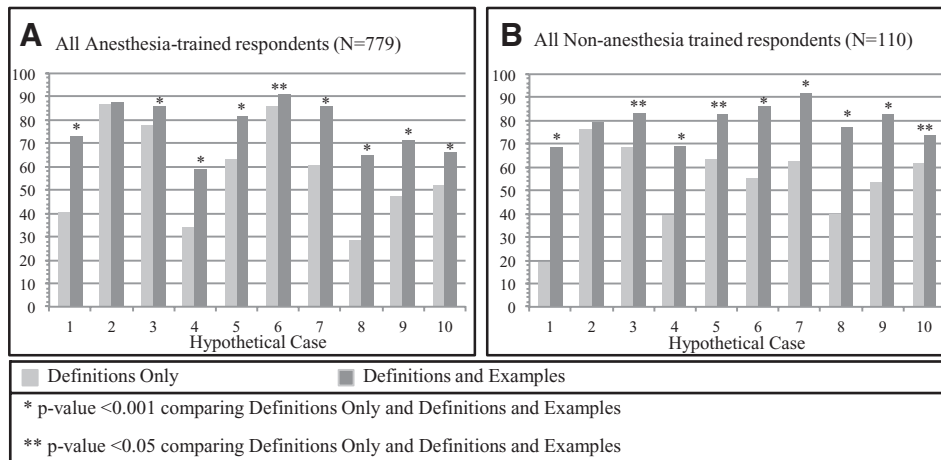 A All Anesthesia-trained respondents (N=779)
100
90
80
70
60
50
40
30
20
10
0
* * * * ** * * * *
1 2 3 4 5 6 7 8 9 10
Hypothetical Case
B All Non-anesthesia trained respondents (N=110)
100
90
80
70
60
50
40
30
20
10
0
* ** * ** * * * * **
1 2 3 4 5 6 7 8 9 10
Hypothetical Case
Definitions Only Definitions and Examples
* p-value <0.001 comparing Definitions Only and Definitions and Examples
** p-value <0.05 comparing Definitions Only and Definitions and Examples